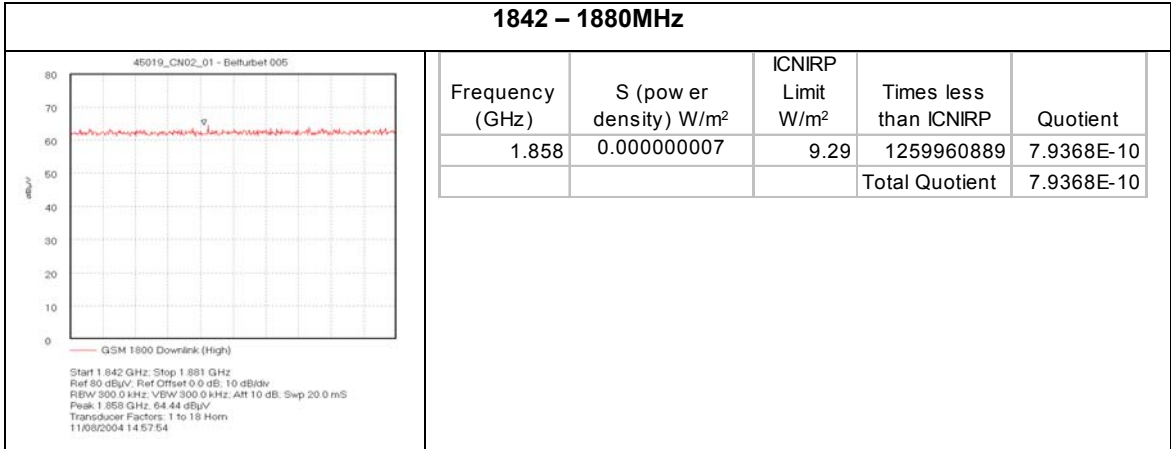 1842 – 1880MHz
45019_CN02_01 - Belturbet 005
80
70
60
50
40
30
20
10
0
dBµV
GSM 1800 Downlink (High)
Start 1.842 GHz; Stop 1.881 GHz
Ref 80 dBµV; Ref Offset 0.0 dB; 10 dB/div
RBW 300.0 kHz; VBW 300.0 kHz; Att 10 dB; Swp 20.0 mS
Peak 1.858 GHz, 64.44 dBµV
Transducer Factors: 1 to 18 Horn
11/08/2004 14:57:54
Frequency (GHz) S (pow er density) W/m² ICNIRP Limit W/m² Times less than ICNIRP Quotient
1.858 0.000000007 9.29 1259960889 7.9368E-10
Total Quotient 7.9368E-10